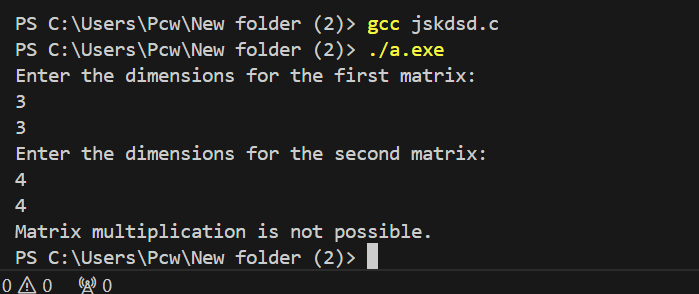 PS C:\Users\Pcw\New folder (2)> gcc jskdsd.c
PS C:\Users\Pcw\New folder (2)> ./a.exe
Enter the dimensions for the first matrix:
3
3
Enter the dimensions for the second matrix:
4
4
Matrix multiplication is not possible.
PS C:\Users\Pcw\New folder (2)>
0 0 0